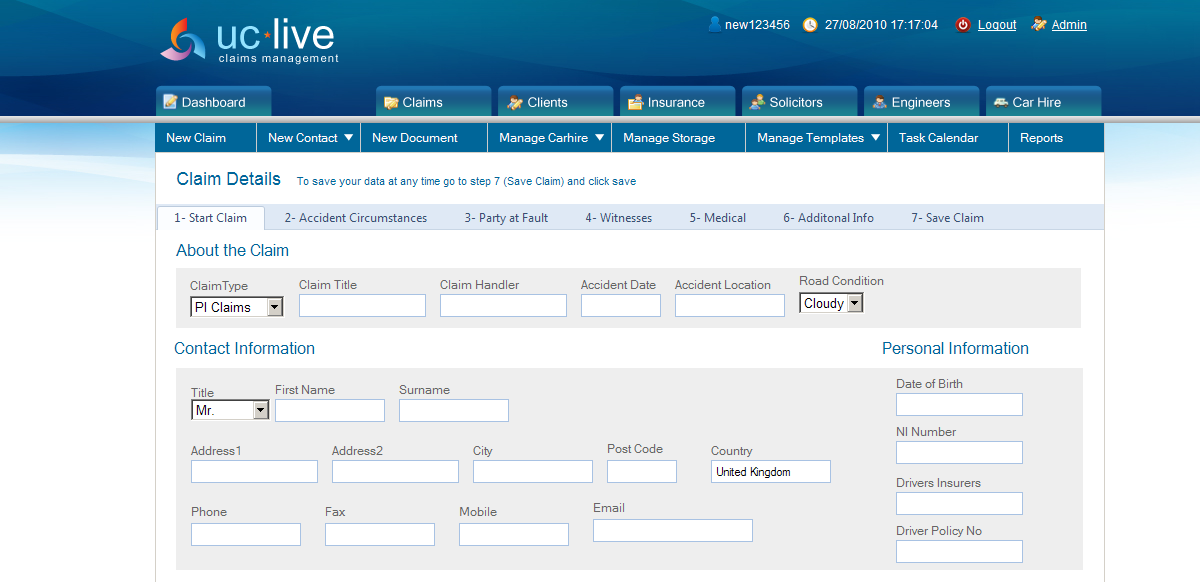 uc live
claims management
new123456 27/08/2010 17:17:04 Logout Admin
Dashboard Claims Clients Insurance Solicitors Engineers Car Hire
New Claim New Contact New Document Manage Carhire Manage Storage Manage Templates Task Calendar Reports
Claim Details To save your data at any time go to step 7 (Save Claim) and click save
1- Start Claim 2- Accident Circumstances 3- Party at Fault 4- Witnesses 5- Medical 6- Additonal Info 7- Save Claim
About the Claim
ClaimType Claim Title Claim Handler Accident Date Accident Location Road Condition
PI Claims Cloudy
Contact Information
Title First Name Surname
Mr.
Address1 Address2 City Post Code Country
United Kingdom
Phone Fax Mobile Email
Personal Information
Date of Birth
NI Number
Drivers Insurers
Driver Policy No